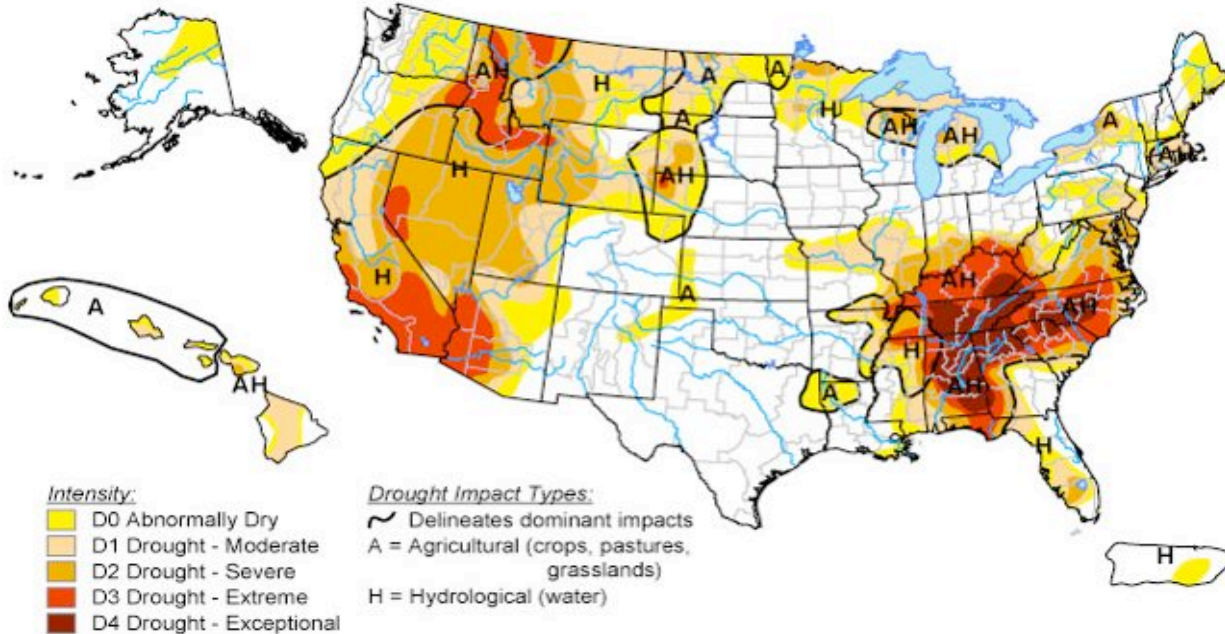 AH
H
A
A
A
H
AH
AH
A
A
H
AH
H
A
AH
AH
H
AH
A
H
A
AH
H
Intensity:
D0 Abnormally Dry
D1 Drought - Moderate
D2 Drought - Severe
D3 Drought - Extreme
D4 Drought - Exceptional
Drought Impact Types:
Delineates dominant impacts
A = Agricultural (crops, pastures,
grasslands)
H = Hydrological (water)